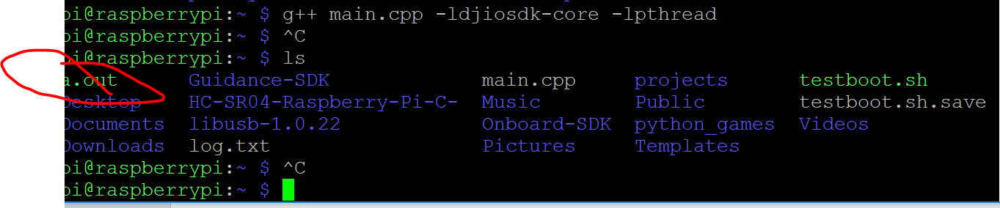 pi@raspberrypi:~ $ g++ main.cpp -ldjiosdk-core -lpthread
pi@raspberrypi:~ $ ^C
pi@raspberrypi:~ $ ls
a.out Guidance-SDK main.cpp projects testboot.sh
Desktop HC-SR04-Raspberry-Pi-C- Music Public testboot.sh.save
Documents libusb-1.0.22 Onboard-SDK python_games Videos
Downloads log.txt Pictures Templates
pi@raspberrypi:~ $ ^C
pi@raspberrypi:~ $